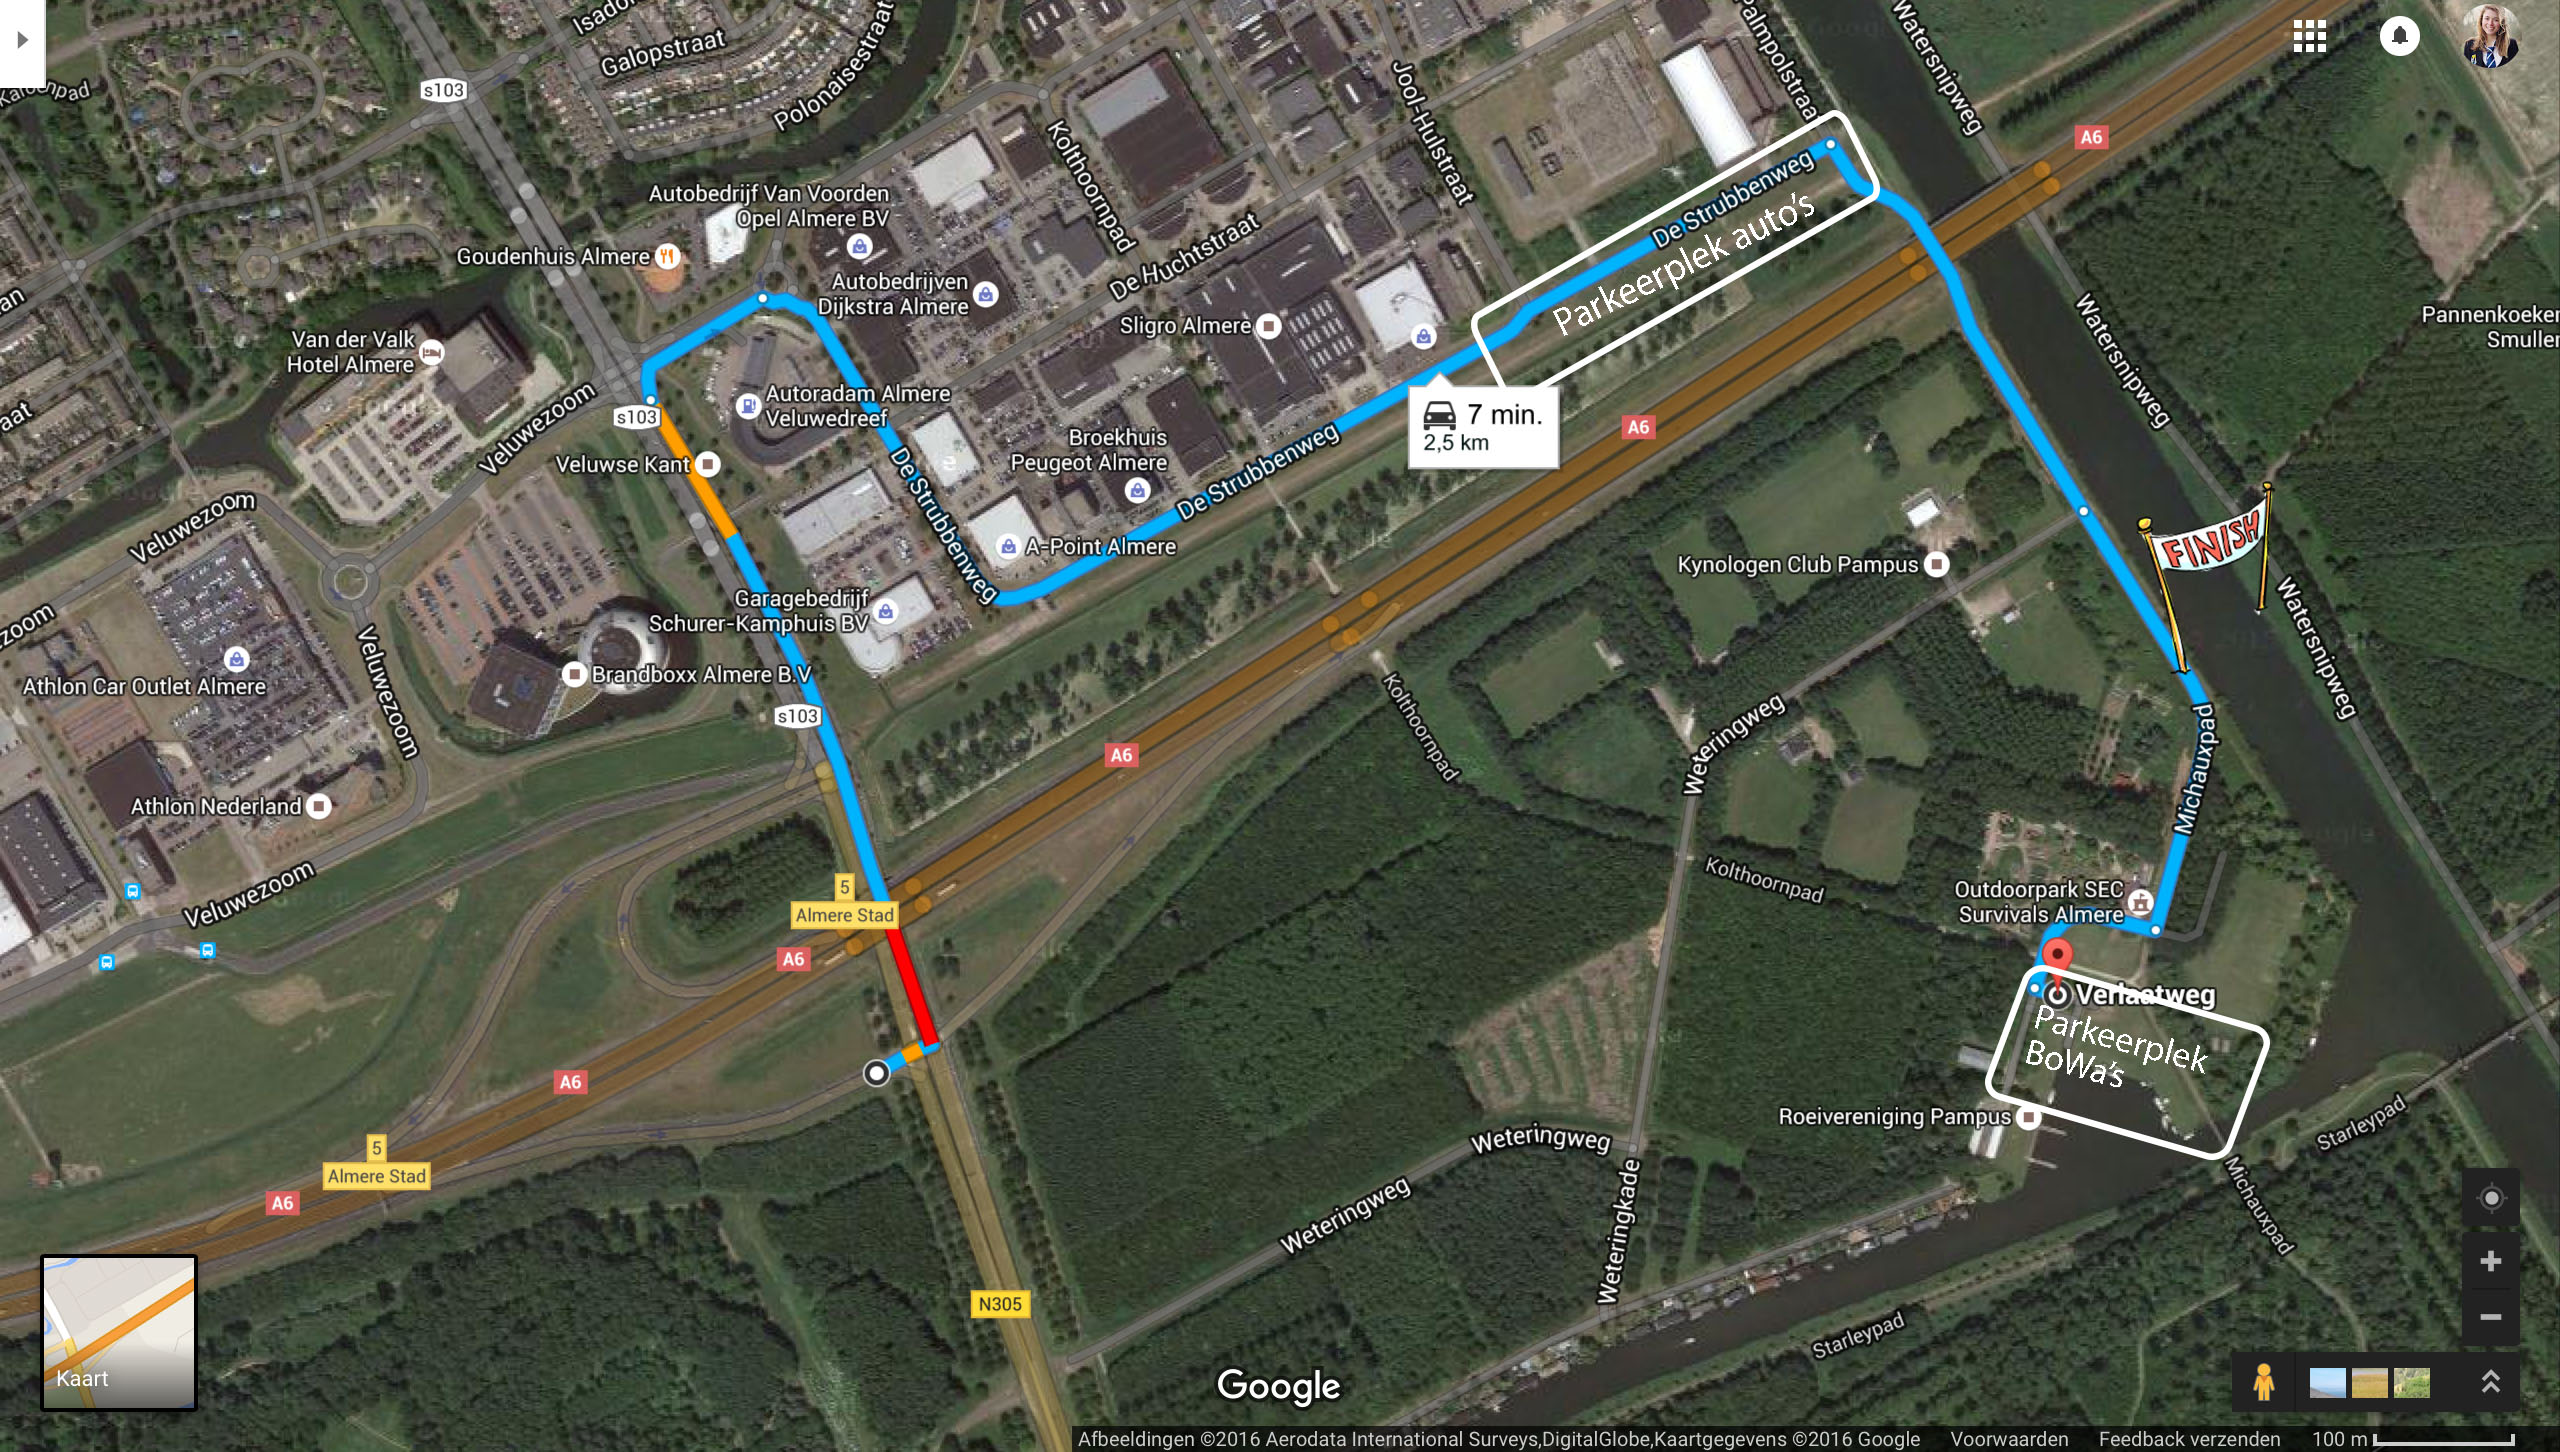 Isado
Galopstraat
Polonaisestraat
s103
Palmpolstraat
Watersnipweg
A6
Jool-Hulstraat
Kolthoornpad
Autobedrijf Van Voorden
Opel Almere BV
Goudenhuis Almere
De Huchtstraat
De Strubbenweg
Parkeerplek auto's
Autobedrijven
Dijkstra Almere
Sligro Almere
Van der Valk
Hotel Almere
Watersnipweg
Pannenkoeken
Smuller
aat
Autoradam Almere
Veluwedreef
s103
Veluwezoom
7 min.
2,5 km
A6
Veluwse Kant
Broekhuis
Peugeot Almere
De Strubbenweg
De Strubbenweg
Veluwezoom
FINISH
A-Point Almere
Kynologen Club Pampus
Garagebedrijf
Schurer-Kamphuis BV
zoom
Veluwezoom
Watersnipweg
Athlon Car Outlet Almere
Brandboxx Almere B.V
s103
Kolthoornpad
Weteringweg
Michauxpad
A6
Athlon Nederland
Veluwezoom
5
Almere Stad
A6
Kolthoornpad
Outdoorpark SEC
Survivals Almere
Verlaatweg
Parkeerplek
BoWa's
A6
Roeivereniging Pampus
Starleypad
5
Almere Stad
A6
Weteringweg
Weteringweg
Weteringkade
Michauxpad
N305
Starleypad
Kaart
Google
Afbeeldingen ©2016 Aerodata International Surveys,DigitalGlobe,Kaartgegevens ©2016 Google Voorwaarden Feedback verzenden 100 m